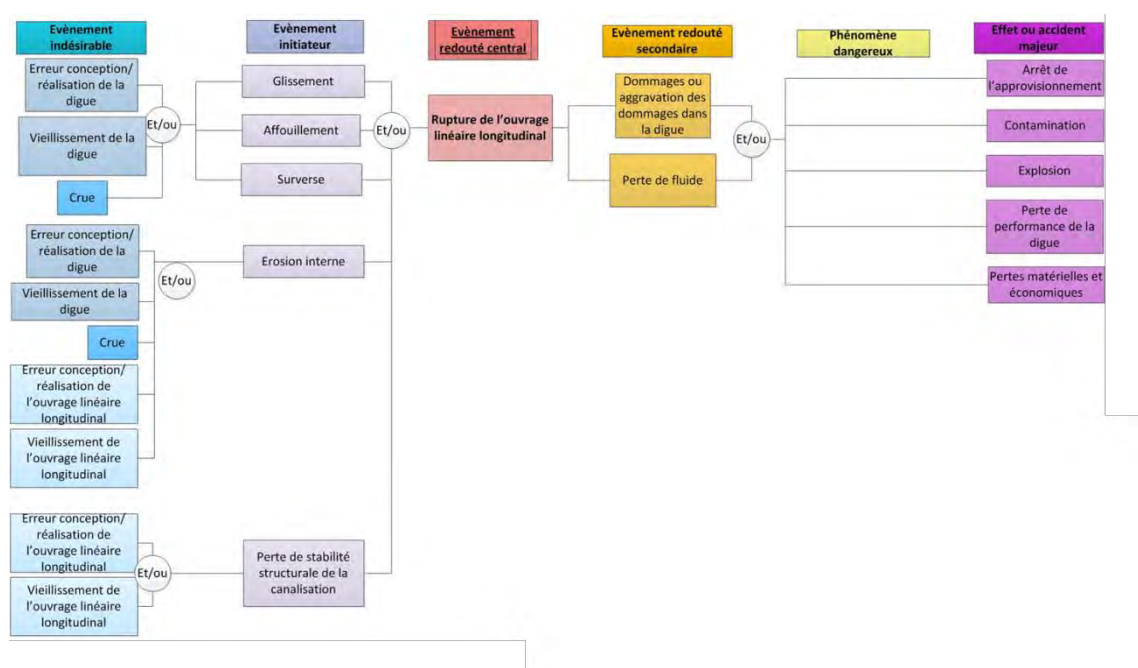 Evènement
indésirable
Evènement
initiateur
Evènement
redouté central
Evènement redouté
secondaire
Phénomène
dangereux
Effet ou accident
majeur
Erreur conception/
réalisation de la
digue
Vieillissement de la
digue
Crue
Et/ou
Glissement
Affouillement
Surverse
Et/ou
Rupture de l'ouvrage
linéaire longitudinal
Dommages ou
aggravation des
dommages dans
la digue
Perte de fluide
Et/ou
Arrêt de
l'approvisionnement
Contamination
Explosion
Perte de
performance de la
digue
Pertes matérielles et
économiques
Erreur conception/
réalisation de la
digue
Vieillissement de la
digue
Crue
Erreur conception/
réalisation de
l'ouvrage linéaire
longitudinal
Vieillissement de
l'ouvrage linéaire
longitudinal
Et/ou
Erosion interne
Erreur conception/
réalisation de
l'ouvrage linéaire
longitudinal
Vieillissement de
l'ouvrage linéaire
longitudinal
Et/ou
Perte de stabilité
structurale de la
canalisation